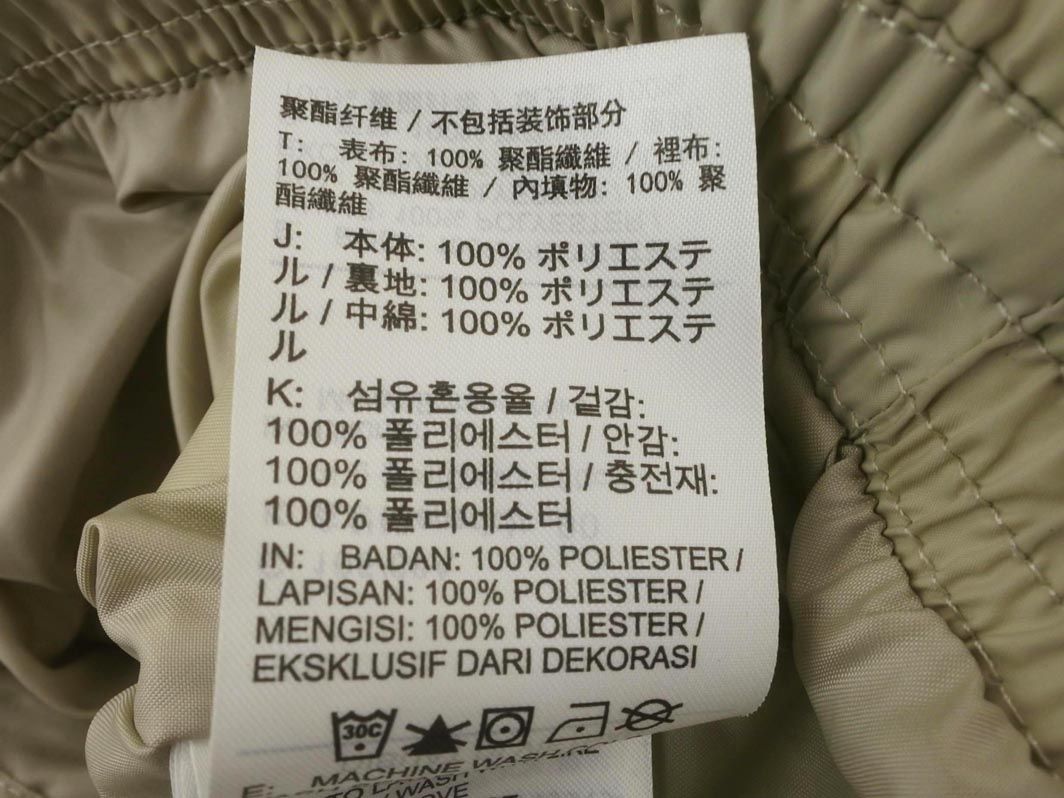 聚酯纤维 / 不包括装饰部分
T: 表布: 100% 聚酯纖維 / 裡布:
100% 聚酯纖維 / 內填物: 100% 聚
酯纖維
J: 本体: 100% ポリエステ
ル / 裏地: 100% ポリエステ
ル / 中綿: 100% ポリエステ
ル
K: 섬유혼용율 / 겉감:
100% 폴리에스터 / 안감:
100% 폴리에스터 / 충전재:
100% 폴리에스터
IN: BADAN: 100% POLIESTER /
LAPISAN: 100% POLIESTER /
MENGISI: 100% POLIESTER /
EKSKLUSIF DARI DEKORASI
30C
E: MACHINE WASH
WASH